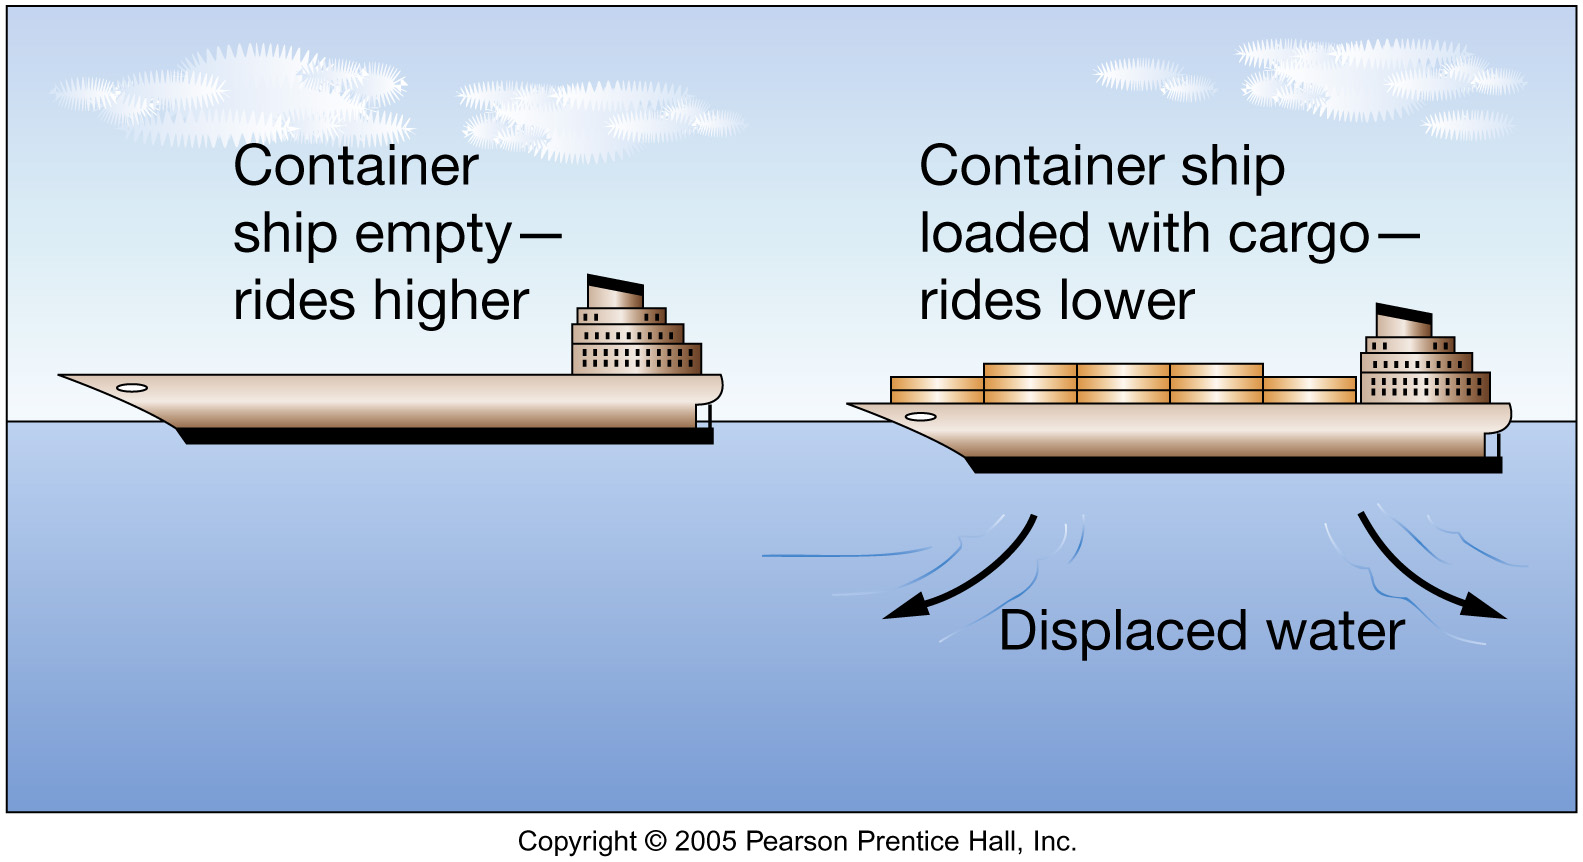 Container
ship empty—
rides higher
Container ship
loaded with cargo—
rides lower
Displaced water
Copyright © 2005 Pearson Prentice Hall, Inc.